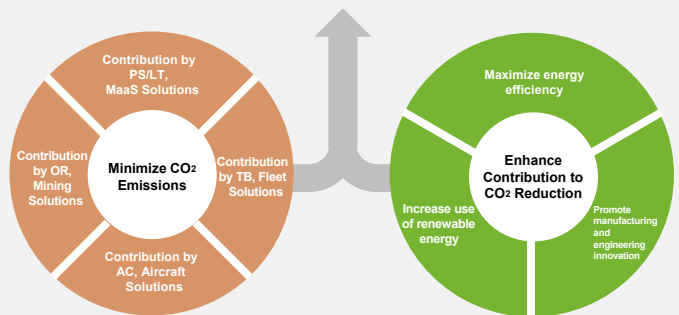 Contribution by
PS/LT,
MaaS Solutions
Contribution
by OR,
Mining
Solutions
Minimize CO2
Emissions
Contribution
by TB, Fleet
Solutions
Contribution by
AC, Aircraft
Solutions
Maximize energy
efficiency
Enhance
Contribution to
CO2 Reduction
Increase use
of renewable
energy
Promote
manufacturing
and
engineering
innovation